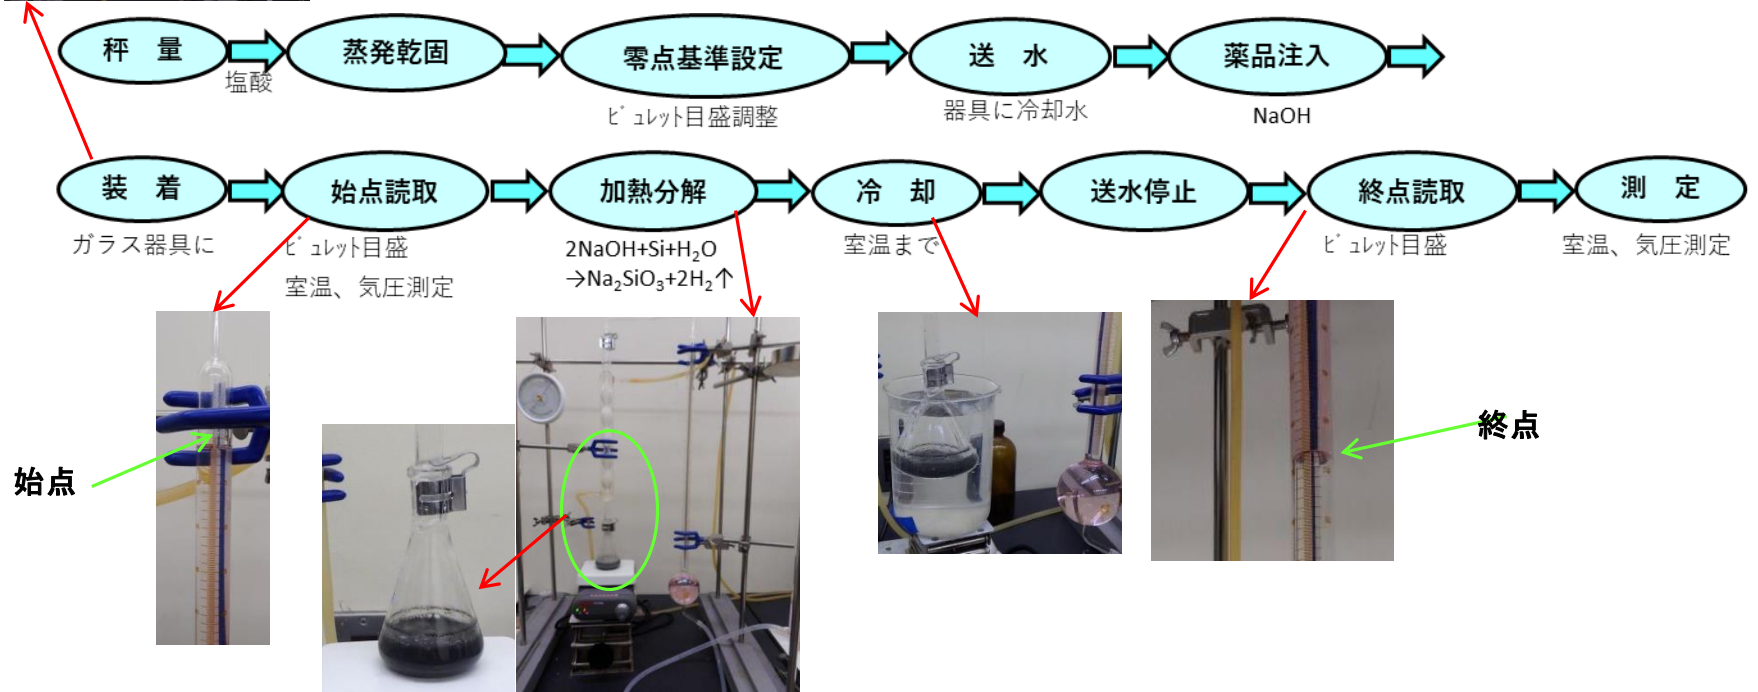 秤　量
蒸発乾固
零点基準設定
送　水
薬品注入
塩酸
ﾋﾞｭﾚｯﾄ目盛調整
器具に冷却水
NaOH
装　着
始点読取
加熱分解
冷　却
送水停止
終点読取
測　定
ガラス器具に
ﾋﾞｭﾚｯﾄ目盛
室温、気圧測定
2NaOH+Si+H₂O
→Na₂SiO₃+2H₂↑
室温まで
ﾋﾞｭﾚｯﾄ目盛
室温、気圧測定
始点
終点